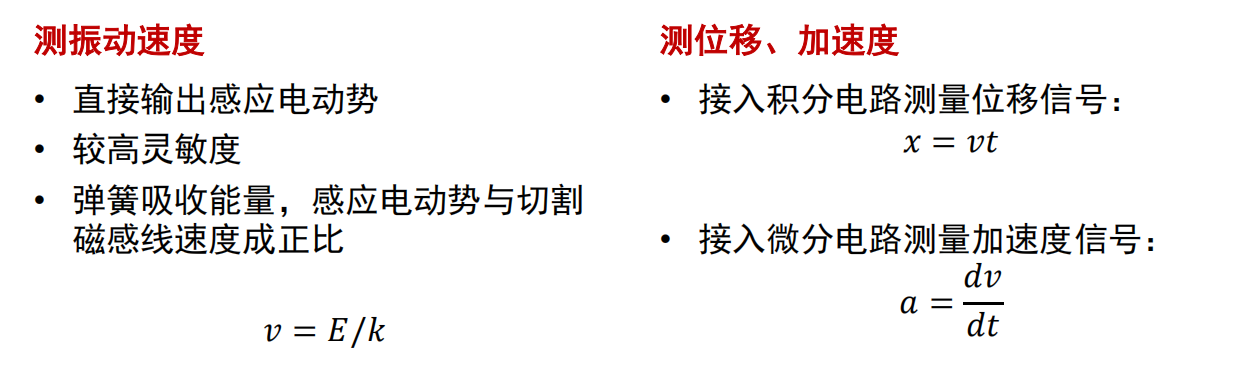 测振动速度
• 直接输出感应电动势
• 较高灵敏度
• 弹簧吸收能量，感应电动势与切割
磁感线速度成正比
v = E/k
测位移、加速度
• 接入积分电路测量位移信号：
x = vt
• 接入微分电路测量加速度信号：
a = dv/dt